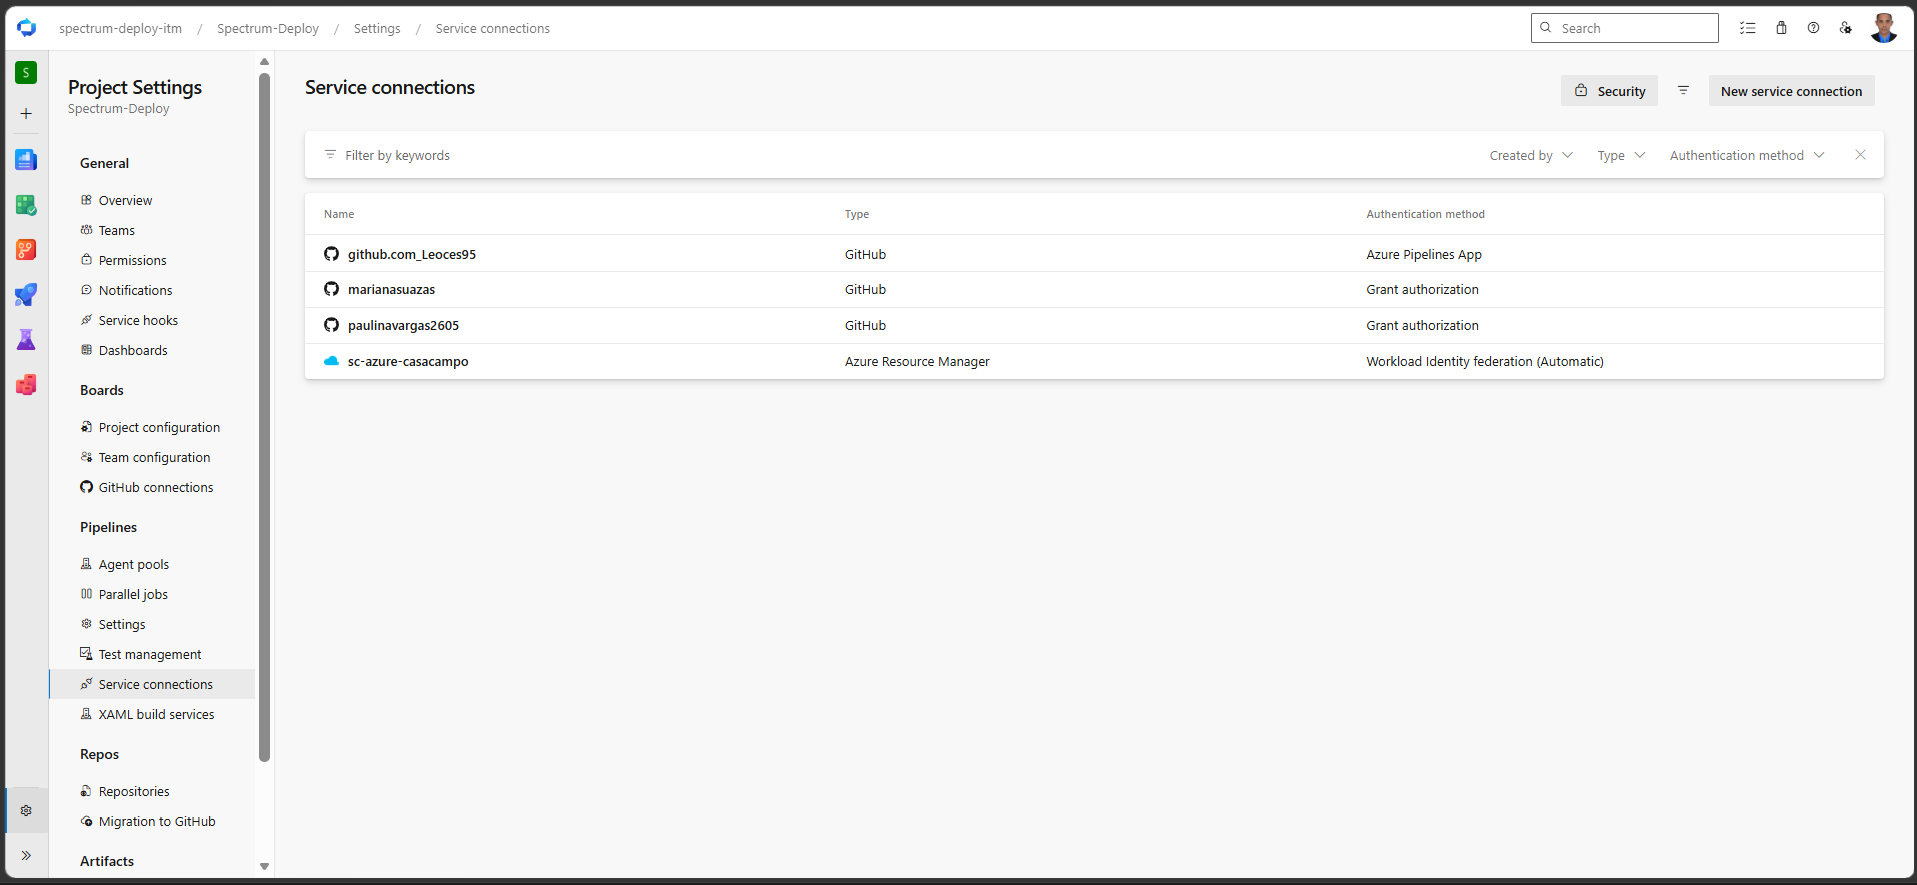 spectrum-deploy-itm / Spectrum-Deploy / Settings / Service connections
Search
S
Project Settings
Spectrum-Deploy
General
Overview
Teams
Permissions
Notifications
Service hooks
Dashboards
Boards
Project configuration
Team configuration
GitHub connections
Pipelines
Agent pools
Parallel jobs
Settings
Test management
Service connections
XAML build services
Repos
Repositories
Migration to GitHub
Artifacts
Service connections
Security
New service connection
Filter by keywords
Created by
Type
Authentication method
Name Type Authentication method
github.com_Leoces95 GitHub Azure Pipelines App
marianasuazas GitHub Grant authorization
paulinavargas2605 GitHub Grant authorization
sc-azure-casacampo Azure Resource Manager Workload Identity federation (Automatic)